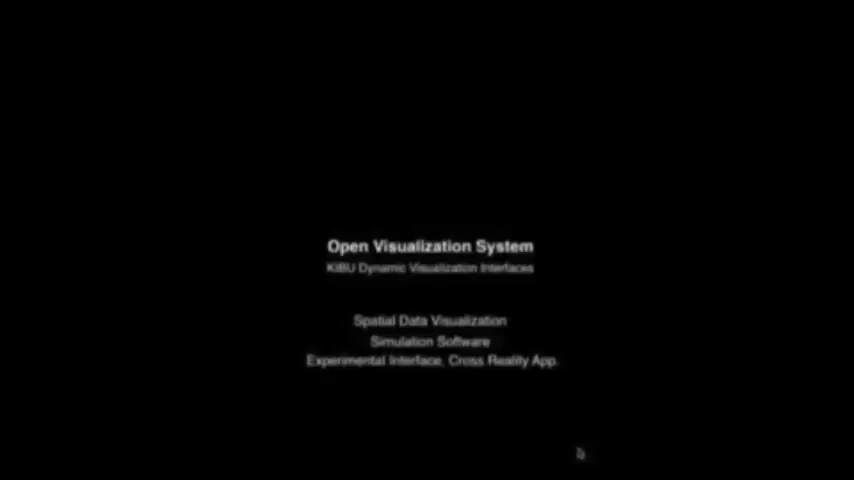 Open Visualization System
KIBU Dynamic Visualization Interfaces
Spatial Data Visualization
Simulation Software
Experimental Interface, Cross Reality App.